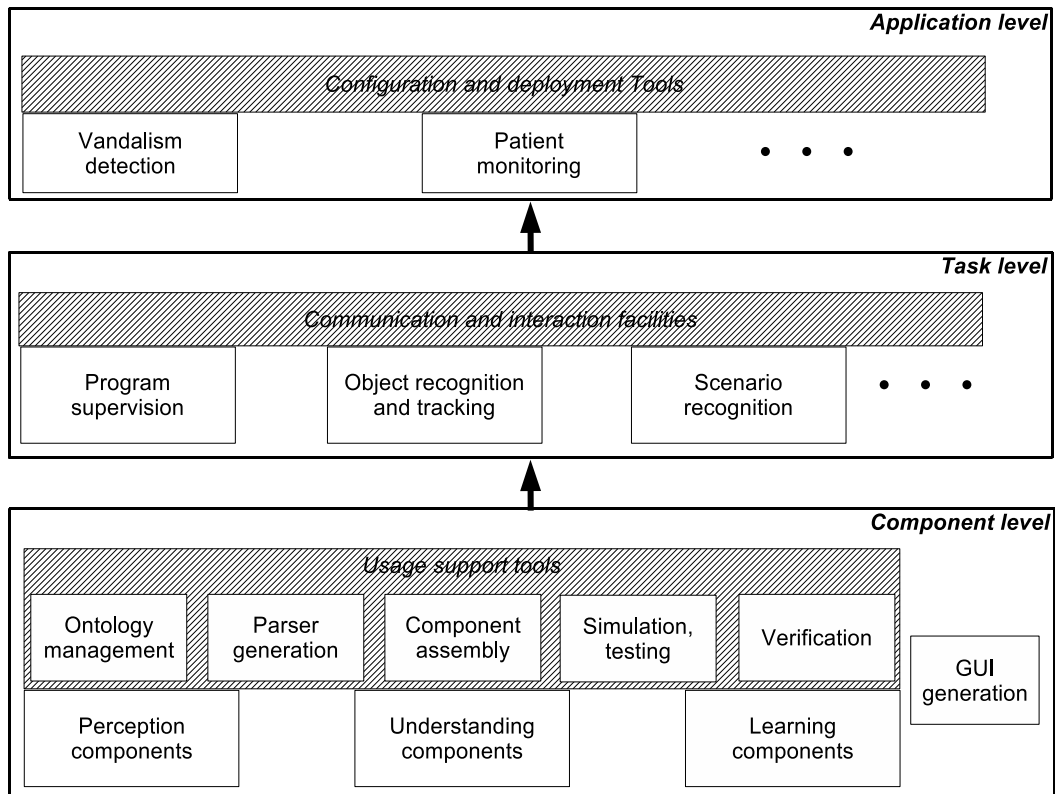 Application level
Configuration and deployment Tools
Vandalism
detection
Patient
monitoring
• • •
Task level
Communication and interaction facilities
Program
supervision
Object recognition
and tracking
Scenario
recognition
• • •
Component level
Usage support tools
Ontology
management
Parser
generation
Component
assembly
Simulation,
testing
Verification
GUI
generation
Perception
components
Understanding
components
Learning
components